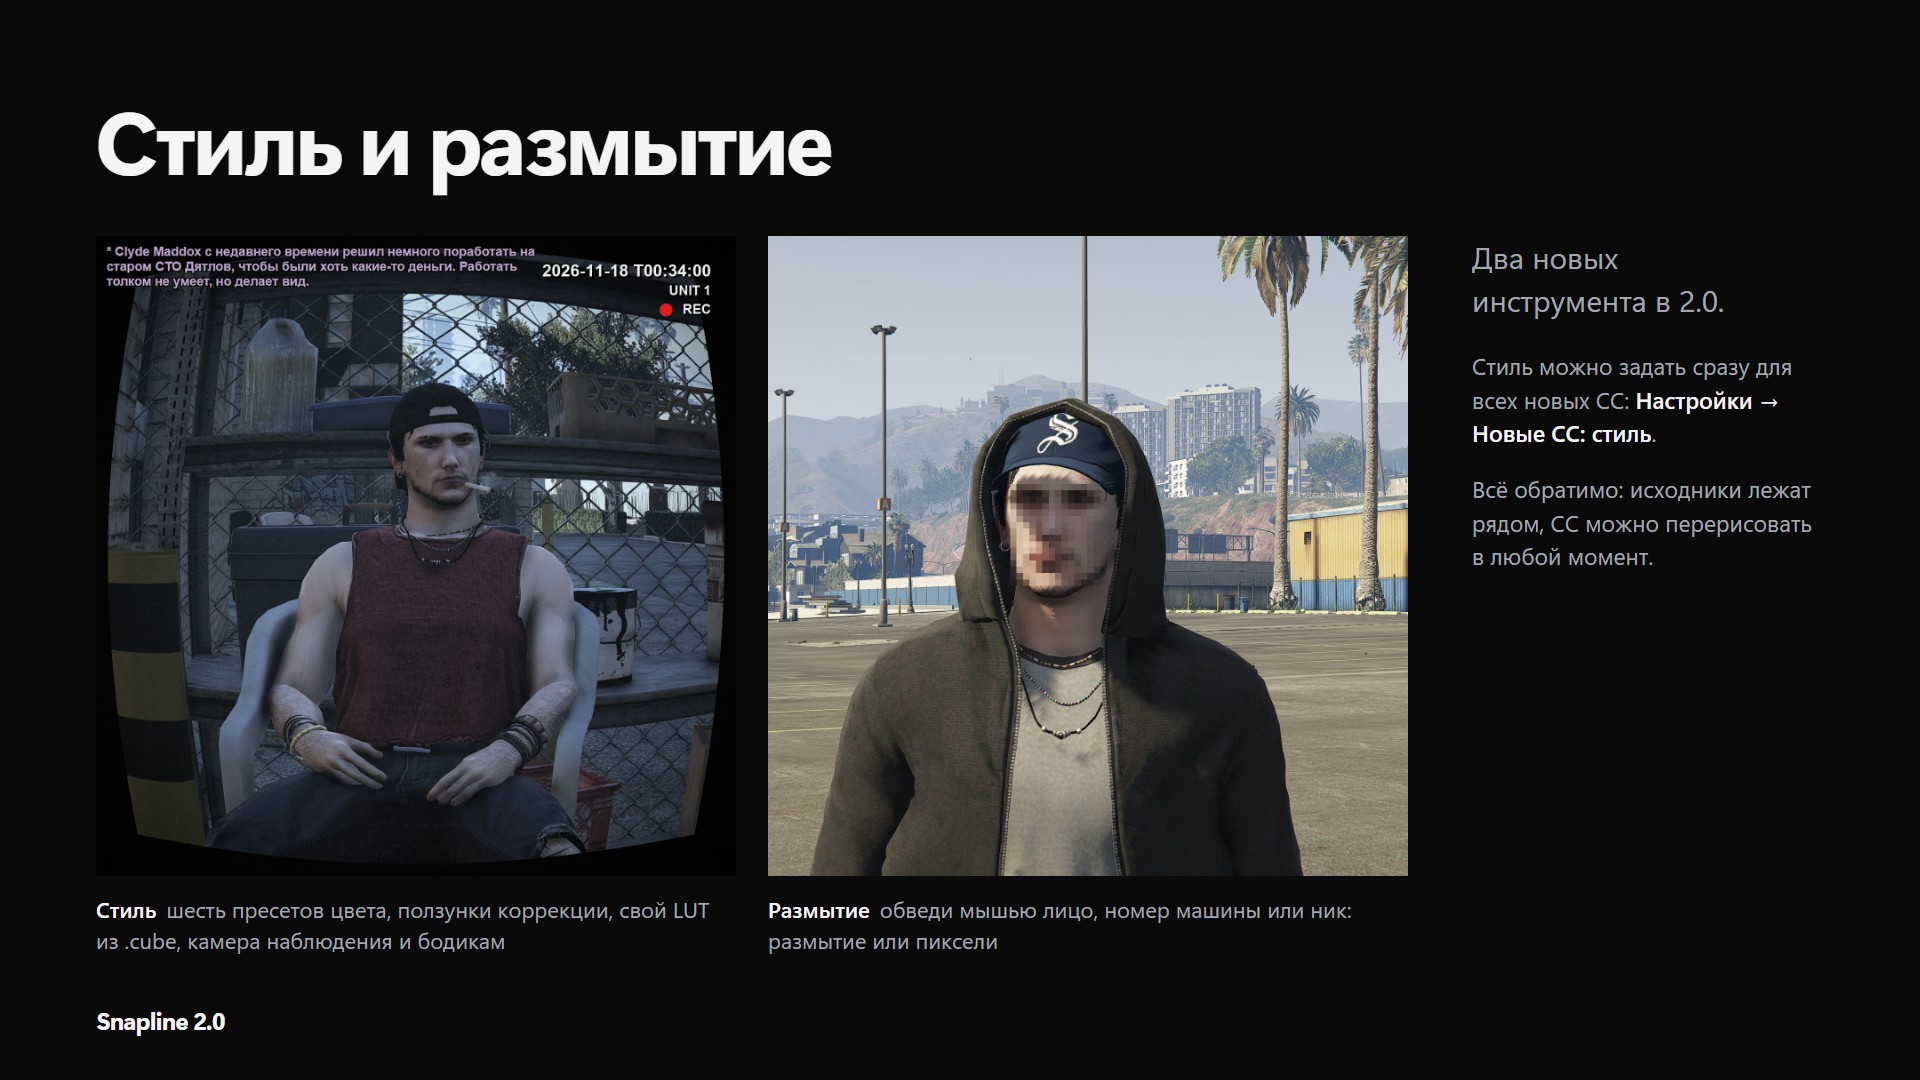 Стиль и размытие
* Clyde Maddox с недавнего времени решил немного поработать на
старом СТО Дятлов, чтобы были хоть какие-то деньги. Работать
толком не умеет, но делает вид.
2026-11-18 T00:34:00
UNIT 1
REC
S
Стиль шесть пресетов цвета, ползунки коррекции, свой LUT
из .cube, камера наблюдения и бодикам
Размытие обведи мышью лицо, номер машины или ник:
размытие или пиксели
Два новых
инструмента в 2.0.
Стиль можно задать сразу для
всех новых СС: Настройки →
Новые СС: стиль.
Всё обратимо: исходники лежат
рядом, СС можно перерисовать
в любой момент.
Snapline 2.0